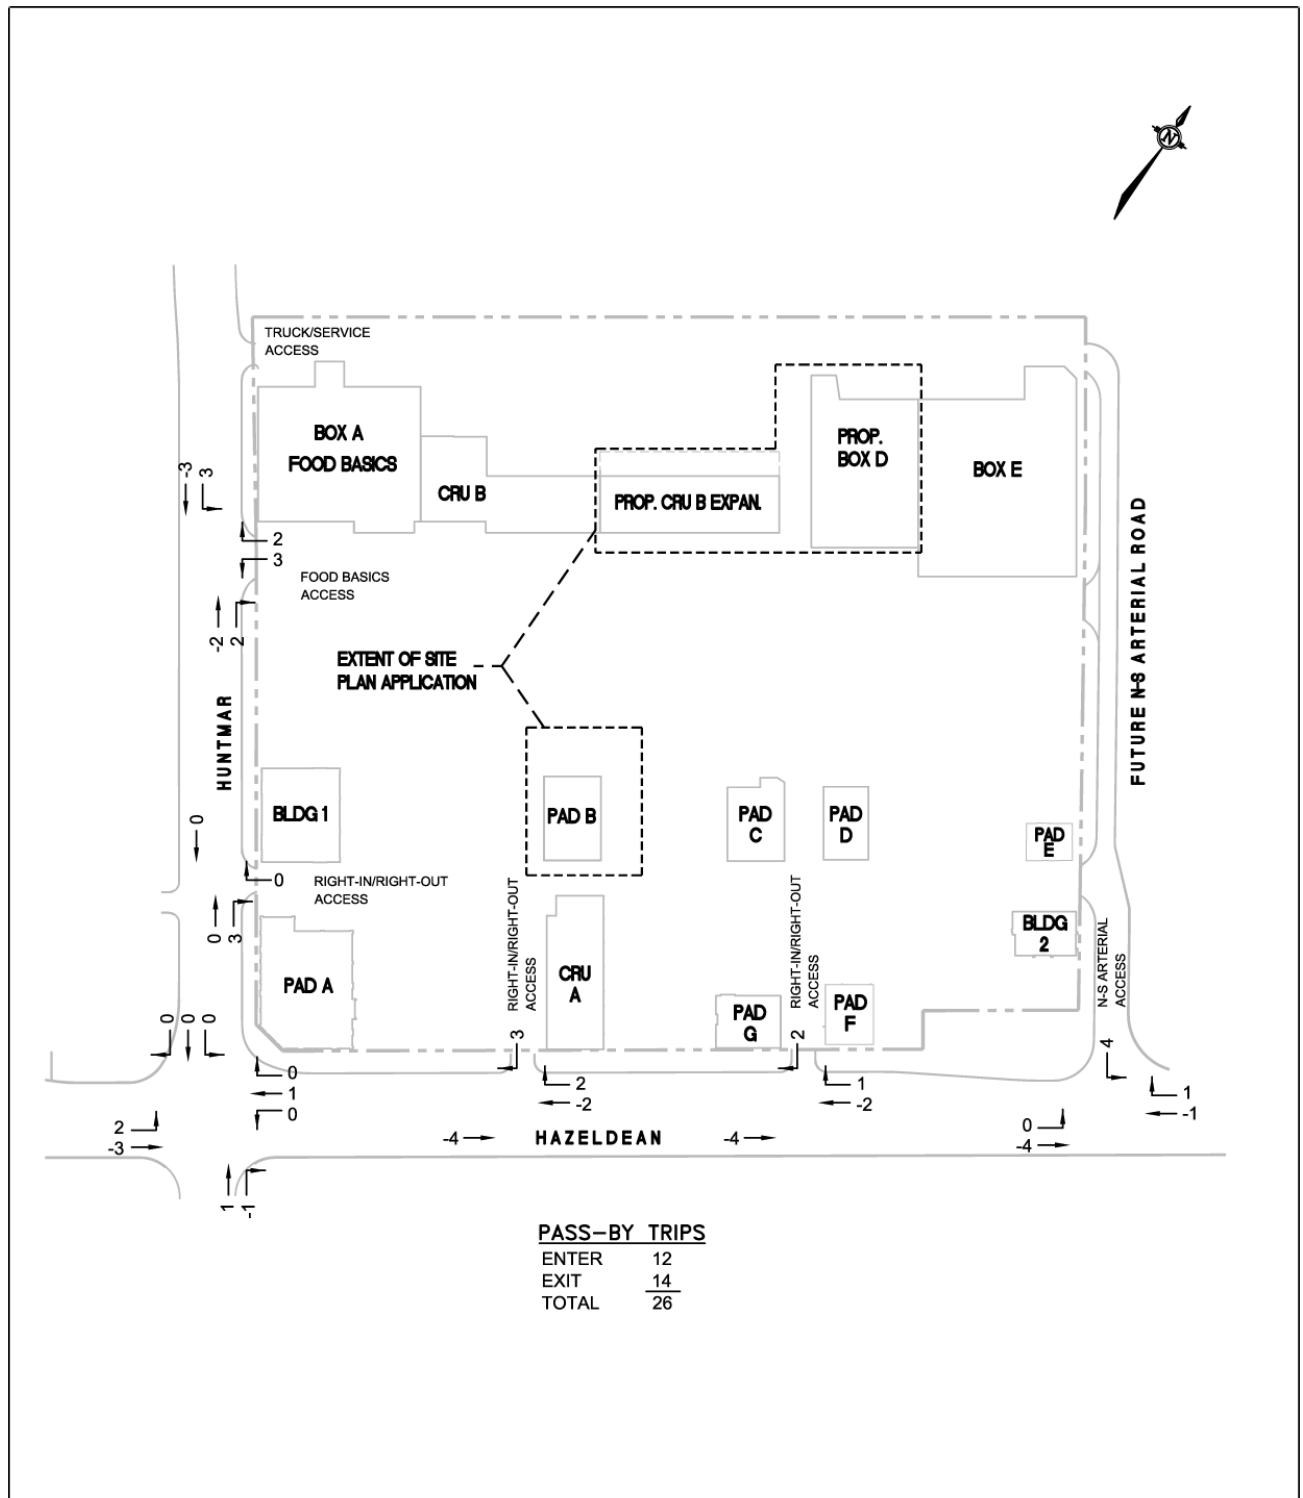 N
TRUCK/SERVICE
ACCESS
BOX A
FOOD BASICS
PROP.
BOX D
CRU B
PROP. CRU B EXPAN.
BOX E
-3
3
2
3
FOOD BASICS
ACCESS
-2
2
EXTENT OF SITE
PLAN APPLICATION
HUNTMAR
FUTURE N-S ARTERIAL ROAD
BLDG 1
PAD B
PAD
C
PAD
D
PAD
E
0
0
RIGHT-IN/RIGHT-OUT
ACCESS
0
3
RIGHT-IN/RIGHT-OUT
ACCESS
RIGHT-IN/RIGHT-OUT
ACCESS
BLDG
2
N-S ARTERIAL
ACCESS
PAD A
CRU
A
PAD
G
PAD
F
0
0
0
3
2
4
0
1
0
2
-2
1
-2
1
-1
2
-3
-4
HAZELDEAN
-4
0
-4
1
-1
PASS-BY TRIPS
ENTER 12
EXIT 14
TOTAL 26